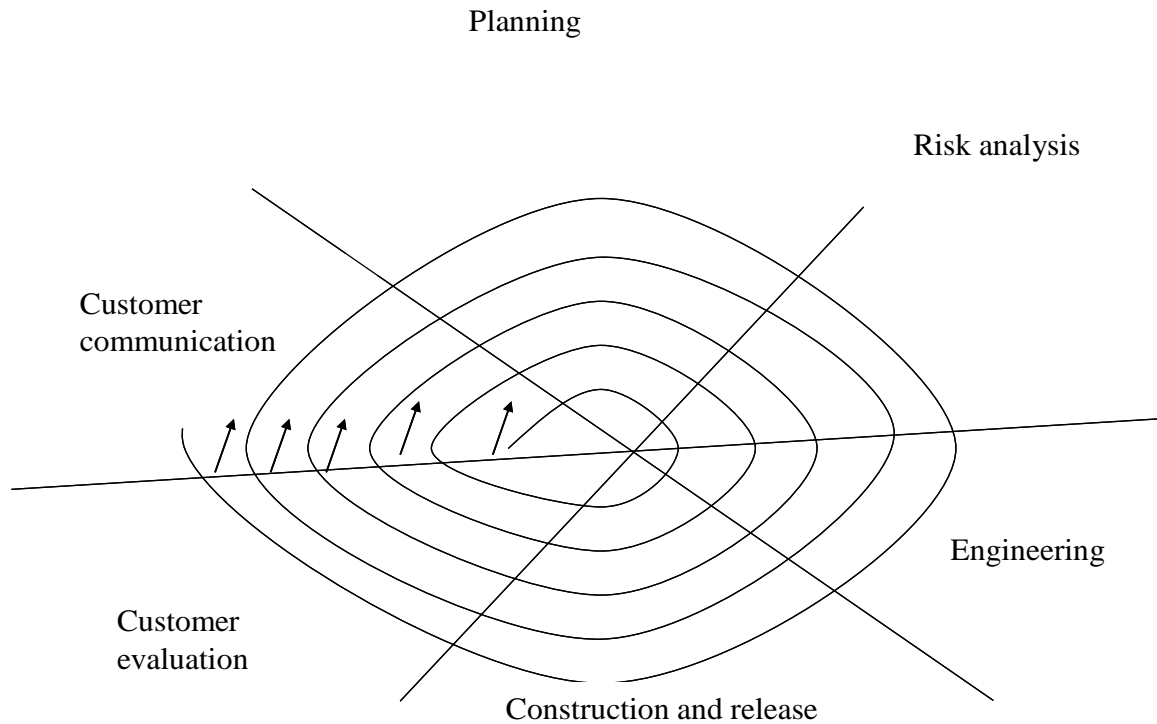 Planning
Risk analysis
Customer
communication
Engineering
Customer
evaluation
Construction and release